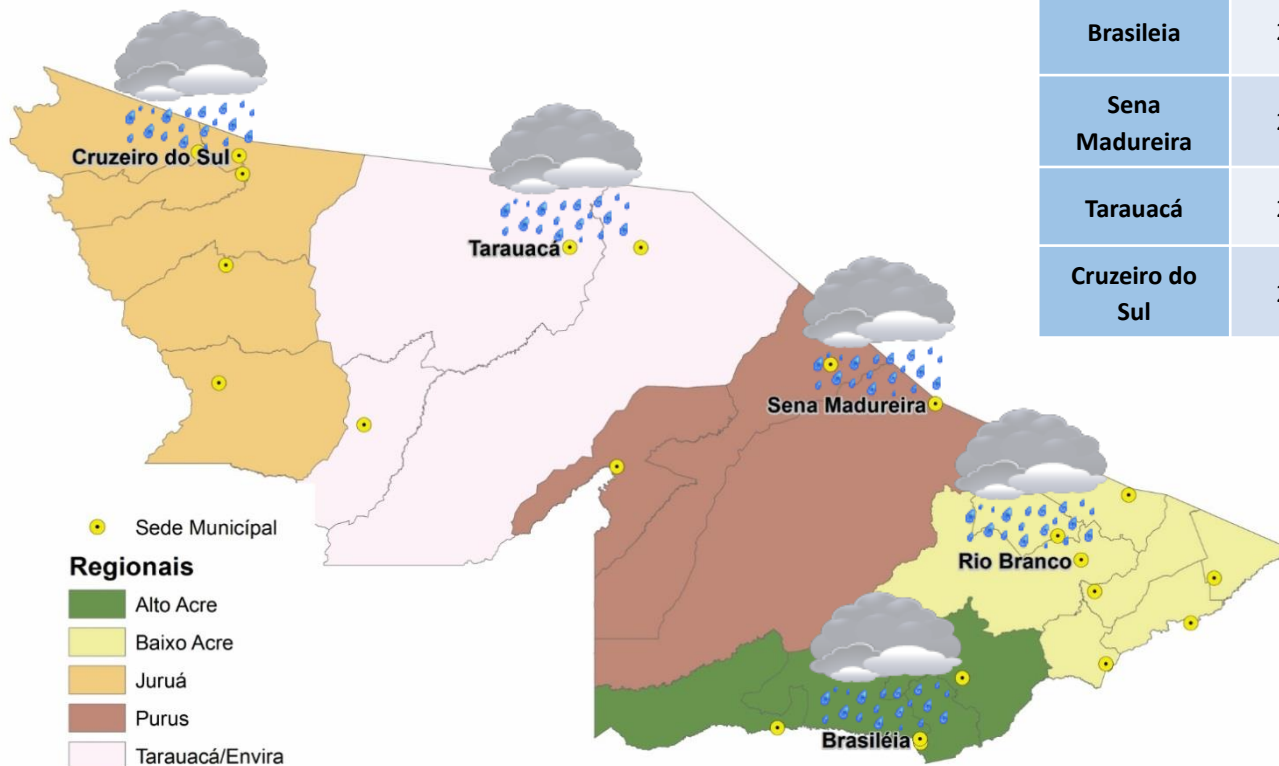 Brasileia
Sena
Madureira
Tarauacá
Cruzeiro do
Sul
Cruzeiro do Sul
Tarauacá
Sena Madureira
Rio Branco
Brasiléia
Sede Municípal
Regionais
Alto Acre
Baixo Acre
Juruá
Purus
Tarauacá/Envira